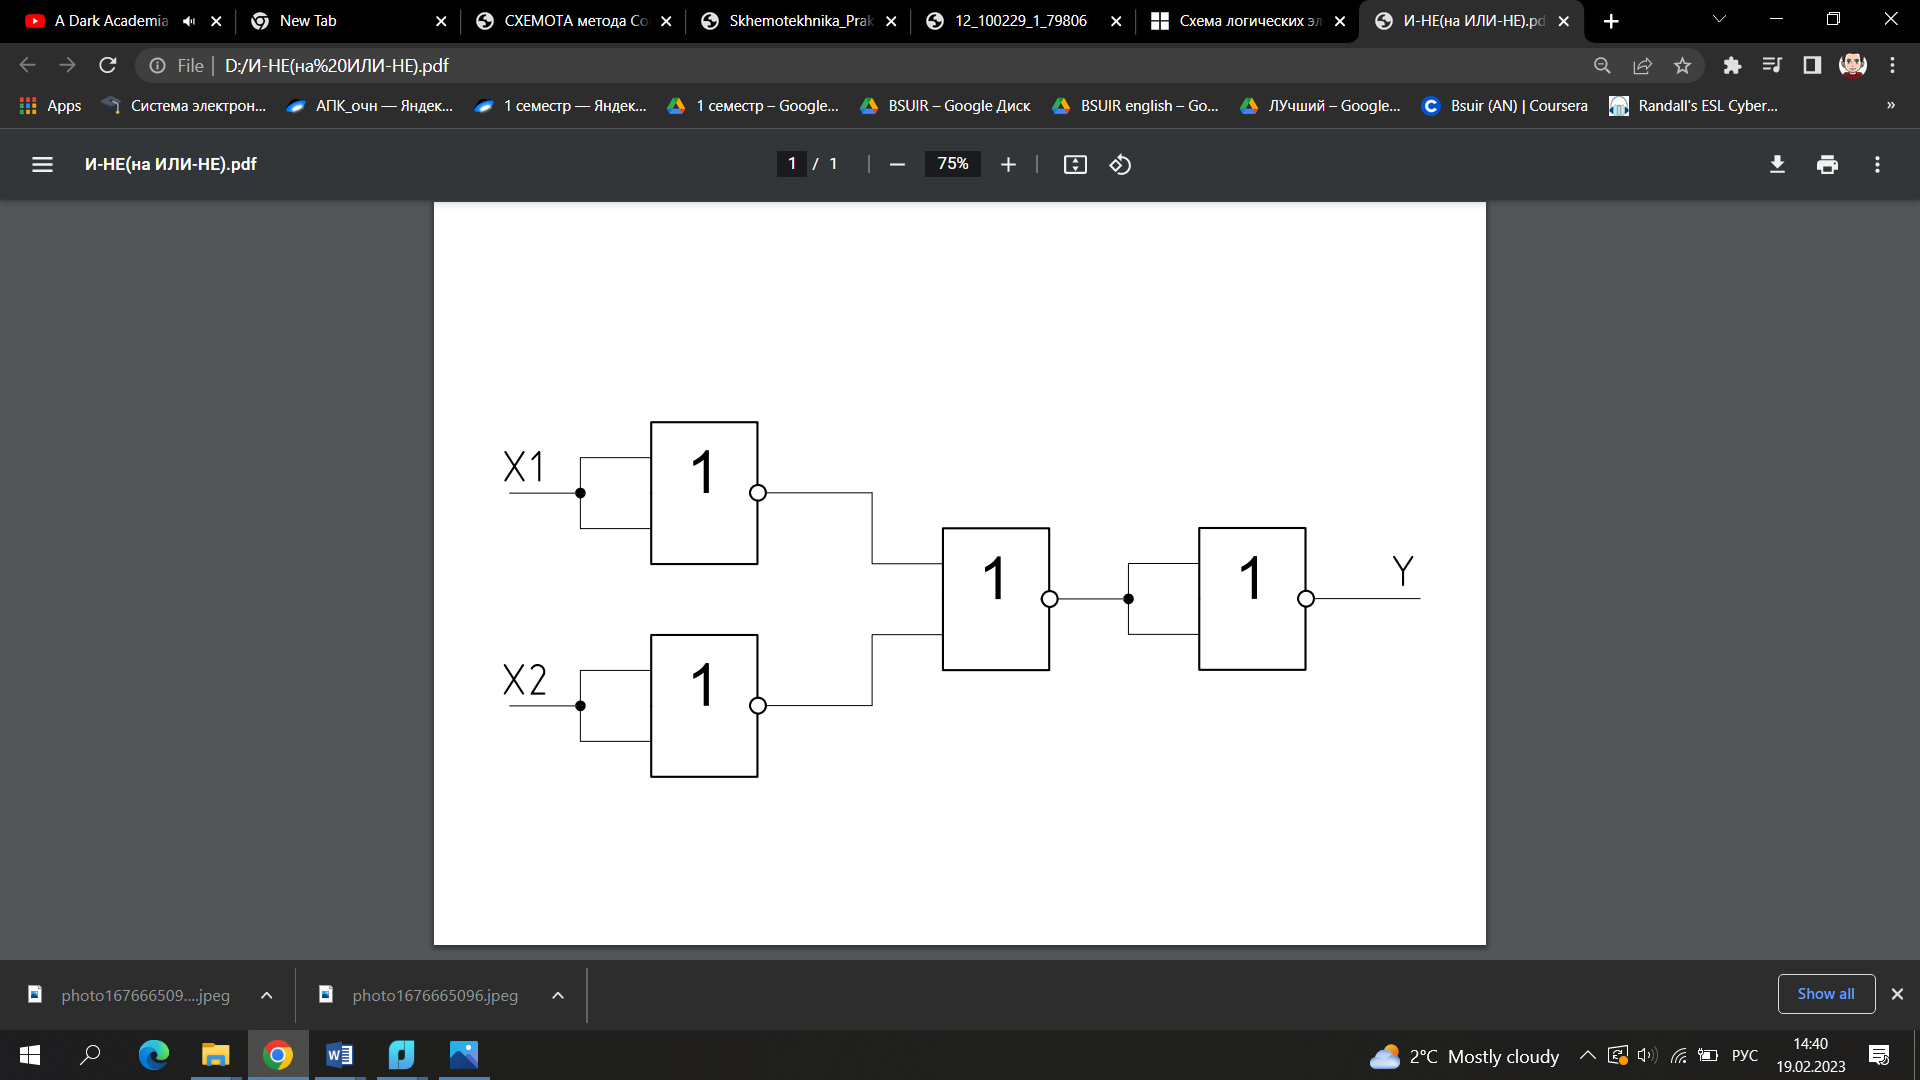 A Dark Academia
New Tab
СХЕМОТА метода Со
Skhemotekhnika_Prak
12_100229_1_79806
Схема логических эл
И-НЕ(на ИЛИ-НЕ).pd
File
D:/И-НЕ(на%20ИЛИ-НЕ).pdf
Apps
Система электрон...
АПК_очн — Яндек...
1 семестр — Яндек...
1 семестр – Google...
BSUIR – Google Диск
BSUIR english – Go...
ЛУчший – Google...
Bsuir (AN) | Coursera
Randall's ESL Cyber...
»
И-НЕ(на ИЛИ-НЕ).pdf
1 / 1
75%
X1
1
1
1
Y
X2
1
photo167666509....jpeg
photo1676665096.jpeg
Show all
2°C Mostly cloudy
РУС
14:40
19.02.2023